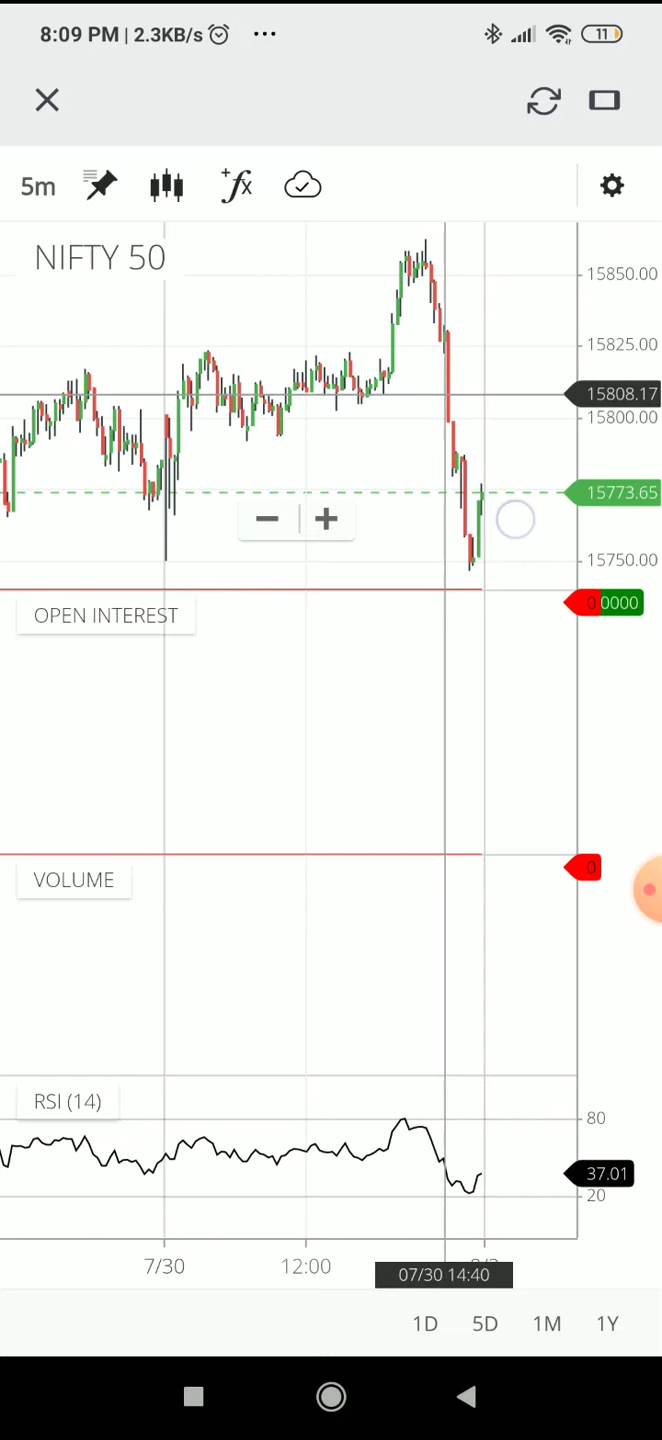 8:09 PM | 2.3KB/s
11
5m
NIFTY 50
15850.00
15825.00
15808.17
15800.00
15773.65
15750.00
OPEN INTEREST
0 0000
VOLUME
0
RSI (14)
80
37.01
20
7/30 12:00 07/30 14:40
1D 5D 1M 1Y